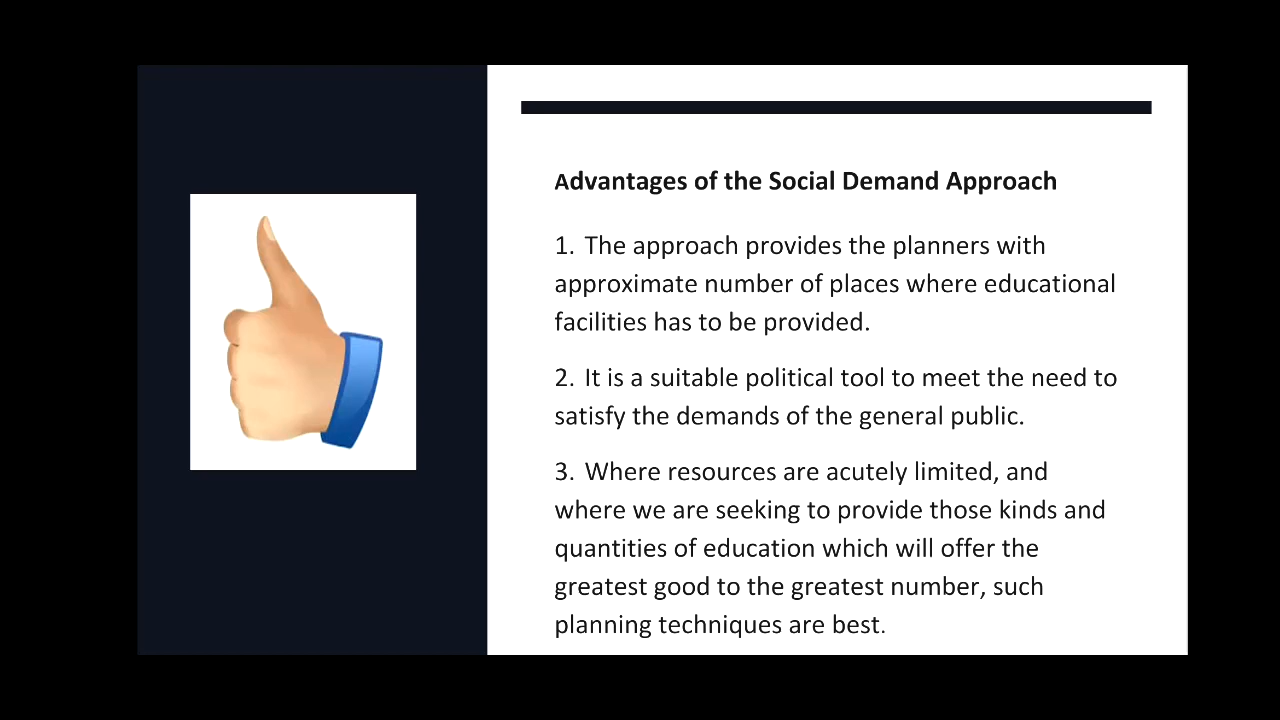 Advantages of the Social Demand Approach
1. The approach provides the planners with
approximate number of places where educational
facilities has to be provided.
2. It is a suitable political tool to meet the need to
satisfy the demands of the general public.
3. Where resources are acutely limited, and
where we are seeking to provide those kinds and
quantities of education which will offer the
greatest good to the greatest number, such
planning techniques are best.